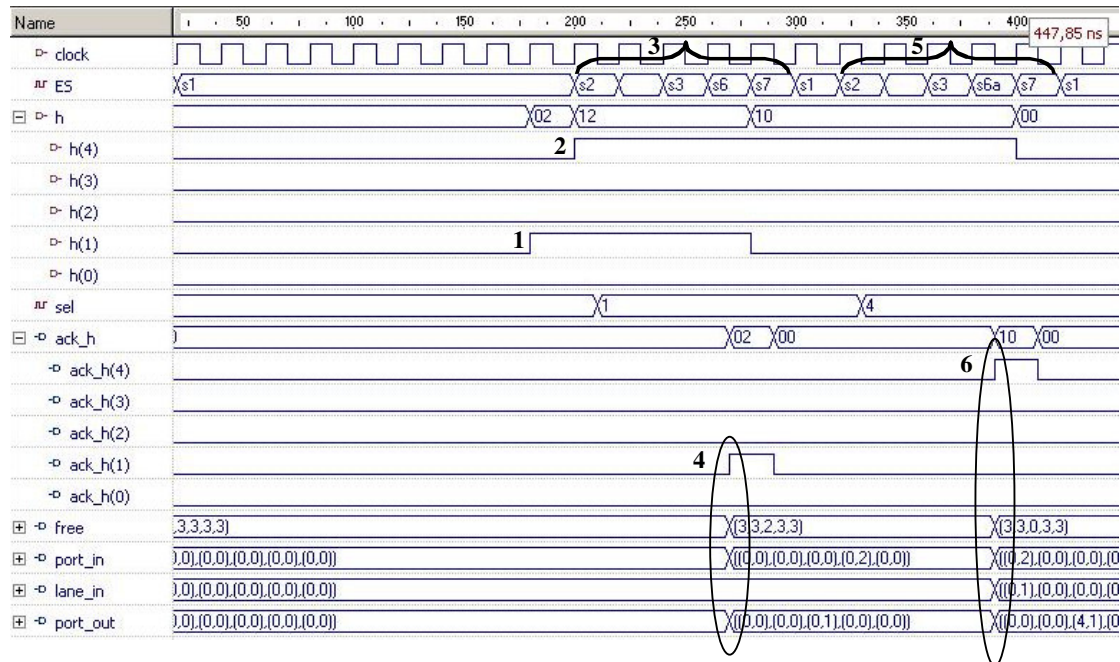 Name 50 100 150 200 250 300 350 400 447,85 ns
clock 3 5
ES s1 s2 s3 s6 s7 s1 s2 s3 s6a s7 s1
h 02 12 10 00
h(4) 2
h(3)
h(2)
h(1) 1
h(0)
sel 1 4
ack_h 02 00 10 00
ack_h(4) 6
ack_h(3)
ack_h(2)
ack_h(1) 4
ack_h(0)
free ,3,3,3,3) (3,3,2,3,3) (3,3,0,3,3)
port_in ),0),(0,0),(0,0),(0,0),(0,0)) ((0,0),(0,0),(0,0),(0,2),(0,0)) ((0,2),(0,0),(0,0),(0
lane_in ),0),(0,0),(0,0),(0,0),(0,0)) ((0,1),(0,0),(0,0),(0
port_out ),0),(0,0),(0,0),(0,0),(0,0)) ((0,0),(0,0),(0,1),(0,0),(0,0)) ((0,0),(0,0),(4,1),(0